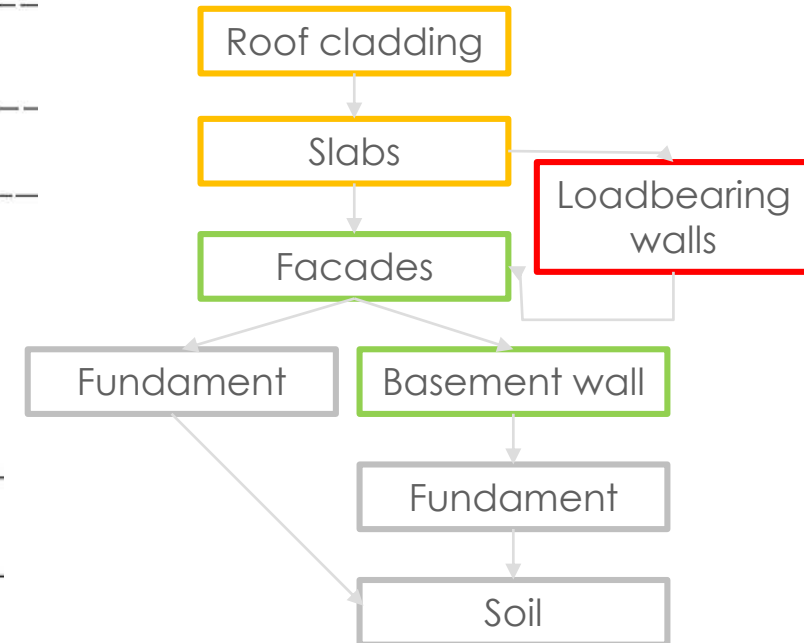 Roof cladding
Slabs
Loadbearing
walls
Facades
Fundament
Basement wall
Fundament
Soil